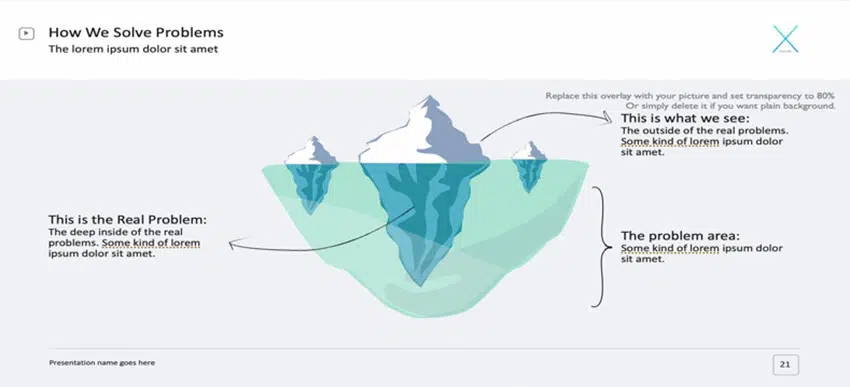 How We Solve Problems
The lorem ipsum dolor sit amet
Replace this overlay with your picture and set transparency to 80%
Or simply delete it if you want plain background.
This is what we see:
The outside of the real problems.
Some kind of lorem ipsum dolor
sit amet.
This is the Real Problem:
The deep inside of the real
problems. Some kind of lorem
ipsum dolor sit amet.
The problem area:
Some kind of lorem ipsum dolor
sit amet.
Presentation name goes here
21